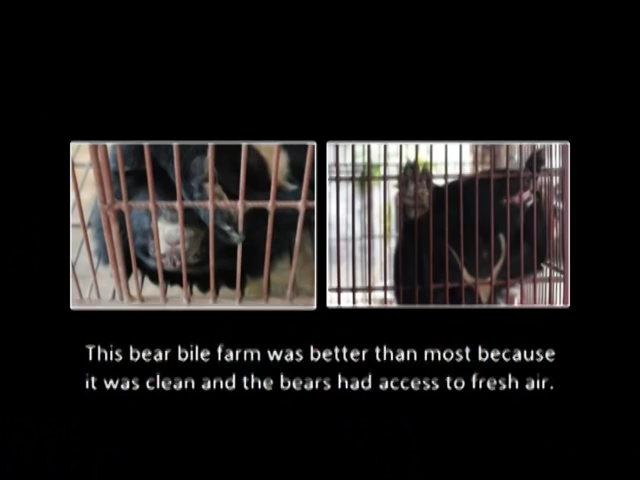 This bear bile farm was better than most because
it was clean and the bears had access to fresh air.